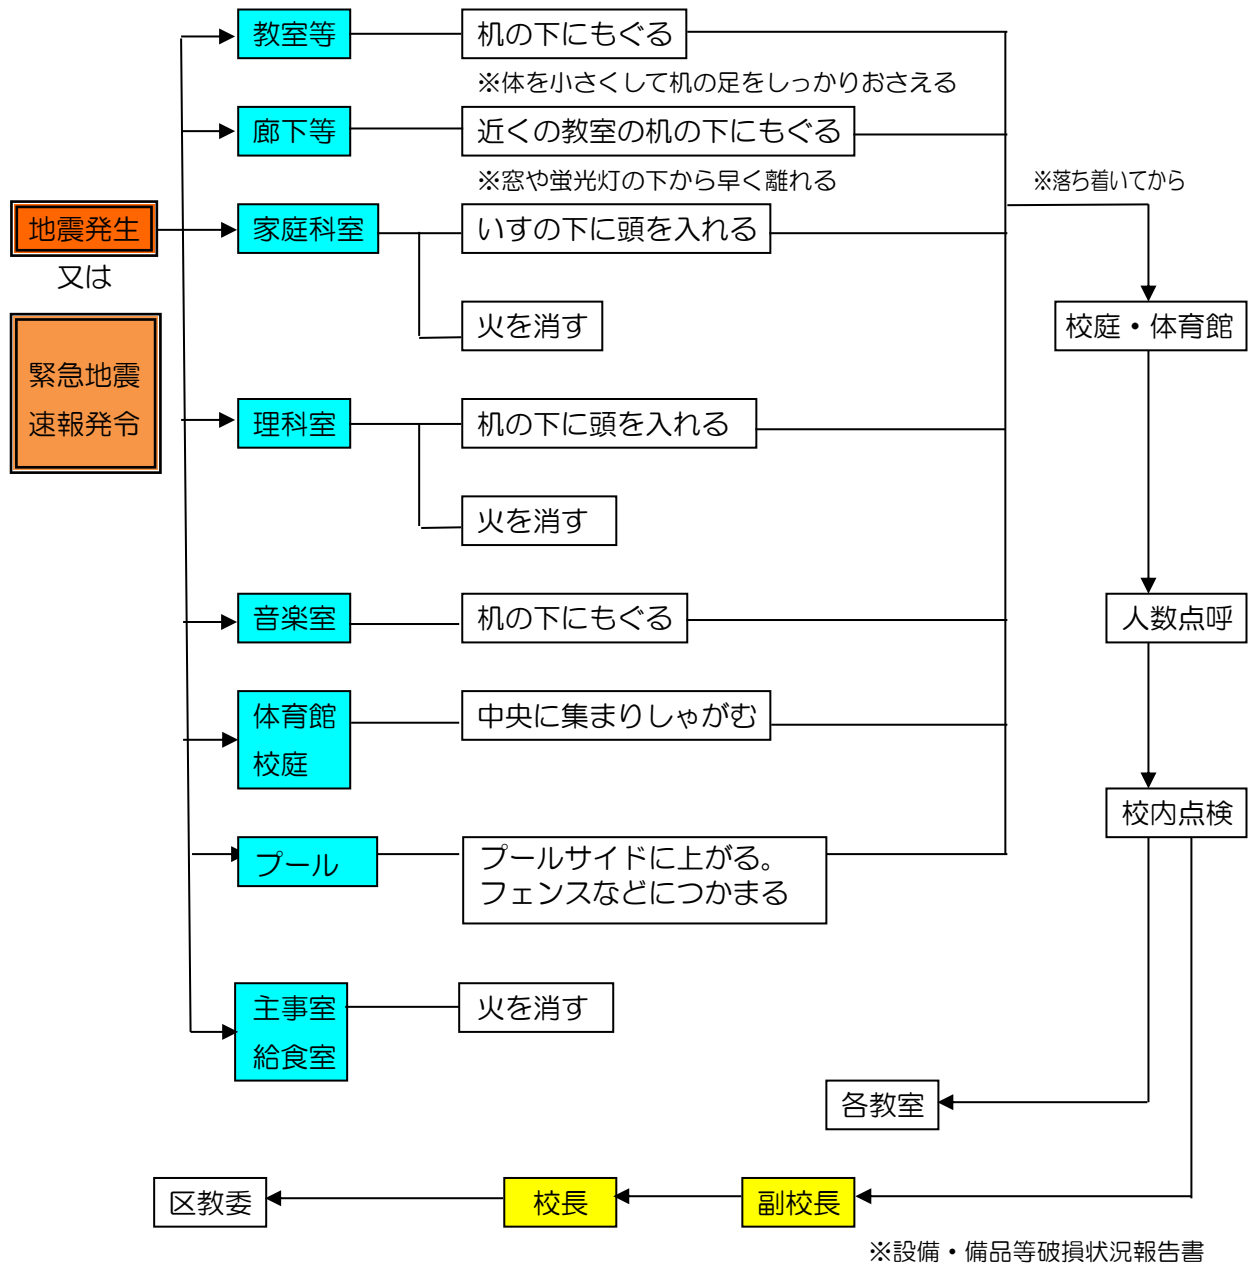 教室等
机の下にもぐる
※体を小さくして机の足をしっかりおさえる
廊下等
近くの教室の机の下にもぐる
※窓や蛍光灯の下から早く離れる
※落ち着いてから
地震発生
又は
緊急地震
速報発令
家庭科室
いすの下に頭を入れる
火を消す
校庭・体育館
理科室
机の下に頭を入れる
火を消す
音楽室
机の下にもぐる
人数点呼
体育館
校庭
中央に集まりしゃがむ
校内点検
プール
プールサイドに上がる。
フェンスなどにつかまる
主事室
給食室
火を消す
各教室
区教委
校長
副校長
※設備・備品等破損状況報告書